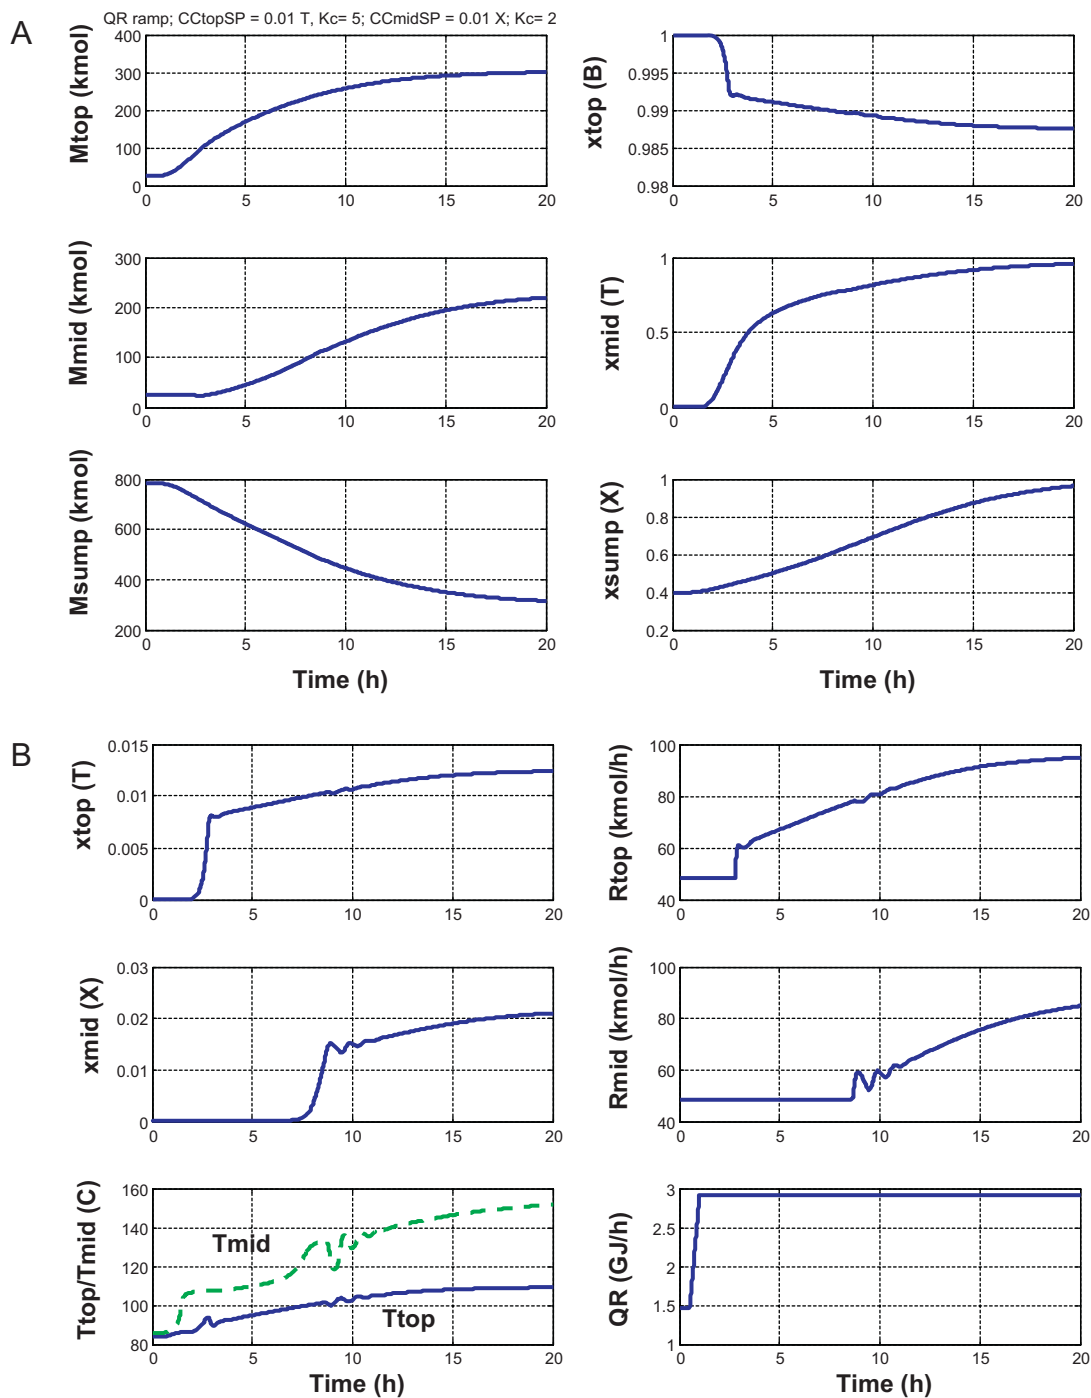 A
QR ramp; CCtopSP = 0.01 T, Kc= 5; CCmidSP = 0.01 X; Kc= 2
Mtop (kmol)
400
300
200
100
0
0 5 10 15 20
xtop (B)
1
0.995
0.99
0.985
0.98
0 5 10 15 20
Mmid (kmol)
300
200
100
0
0 5 10 15 20
xmid (T)
1
0.5
0
0 5 10 15 20
Msump (kmol)
800
600
400
200
0 5 10 15 20
Time (h)
xsump (X)
1
0.8
0.6
0.4
0.2
0 5 10 15 20
Time (h)
B
xtop (T)
0.015
0.01
0.005
0
0 5 10 15 20
Rtop (kmol/h)
100
80
60
40
0 5 10 15 20
xmid (X)
0.03
0.02
0.01
0
0 5 10 15 20
Rmid (kmol/h)
100
80
60
40
0 5 10 15 20
Ttop/Tmid (C)
160
140
120
100
80
Tmid
Ttop
0 5 10 15 20
Time (h)
QR (GJ/h)
3
2.5
2
1.5
1
0 5 10 15 20
Time (h)